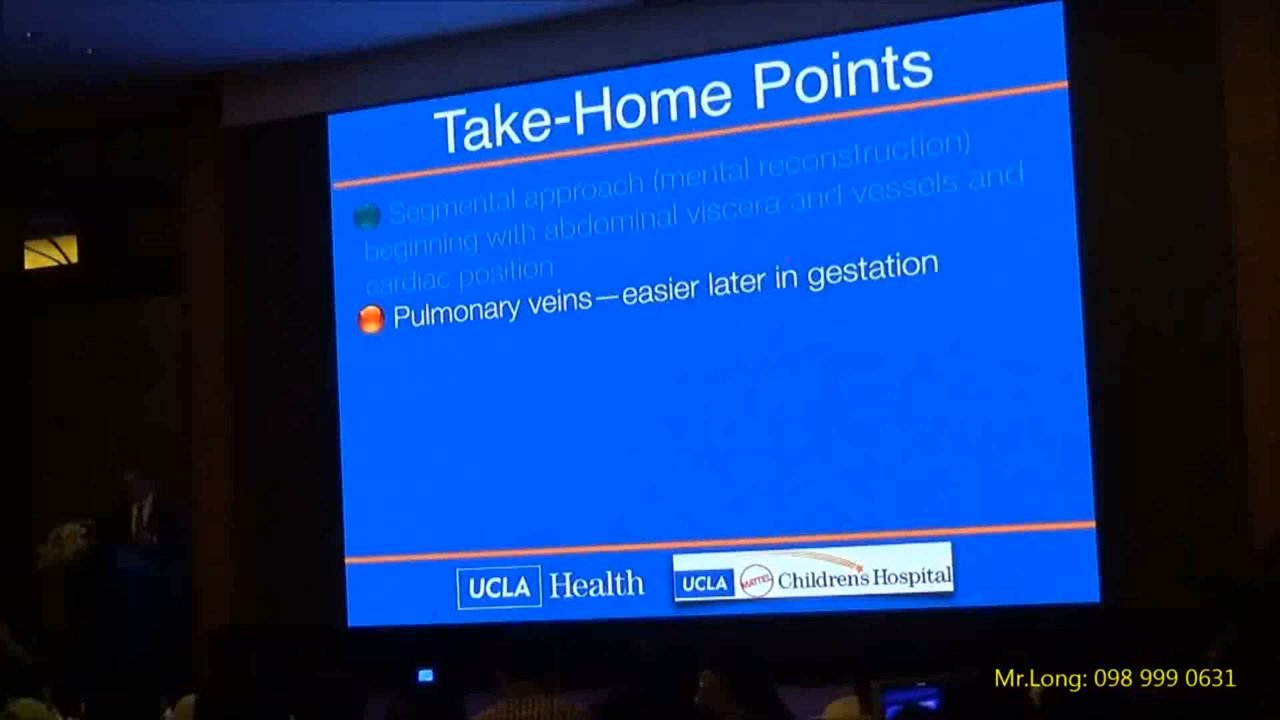 Take-Home Points
Segmental approach (mental reconstruction)
beginning with abdominal viscera and vessels and
cardiac position
Pulmonary veins—easier later in gestation
UCLA Health
UCLA MATTEL Children's Hospital
Mr.Long: 098 999 0631